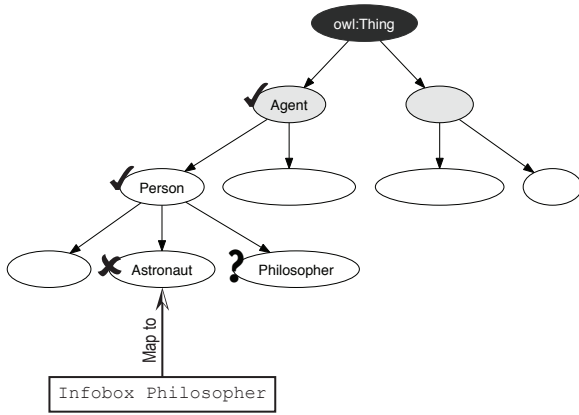 owl:Thing
Agent
Person
Astronaut
? Philosopher
Map to
Infobox Philosopher